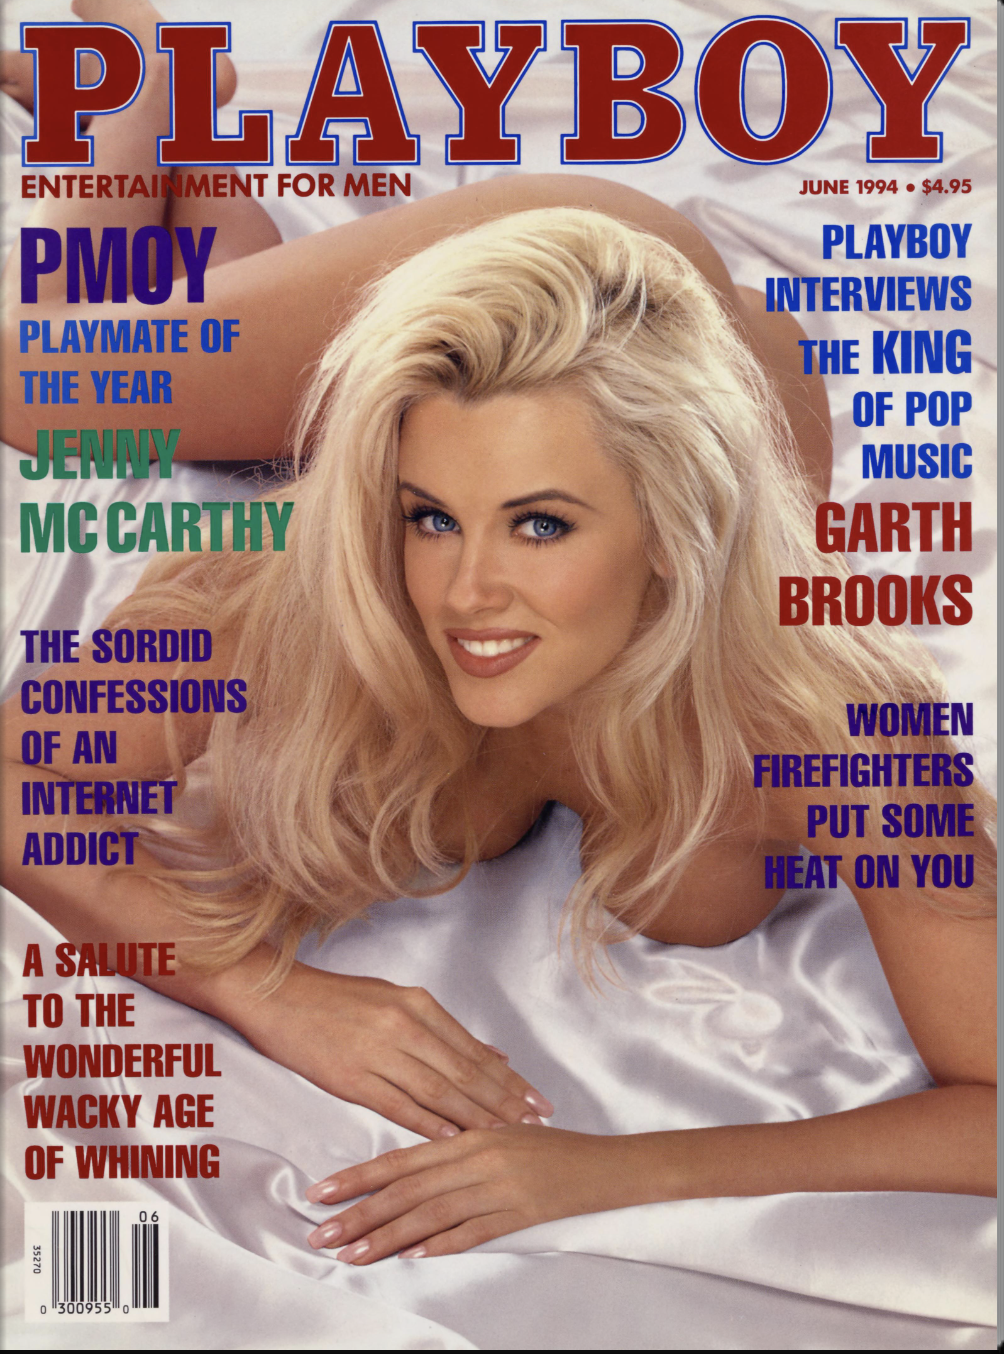 PLAYBOY
ENTERTAINMENT FOR MEN
JUNE 1994 • $4.95
PMOY
PLAYMATE OF
THE YEAR
JENNY
MC CARTHY
THE SORDID
CONFESSIONS
OF AN
INTERNET
ADDICT
A SALUTE
TO THE
WONDERFUL
WACKY AGE
OF WHINING
PLAYBOY
INTERVIEWS
THE KING
OF POP
MUSIC
GARTH
BROOKS
WOMEN
FIREFIGHTERS
PUT SOME
HEAT ON YOU
06
35270
0 300955 0